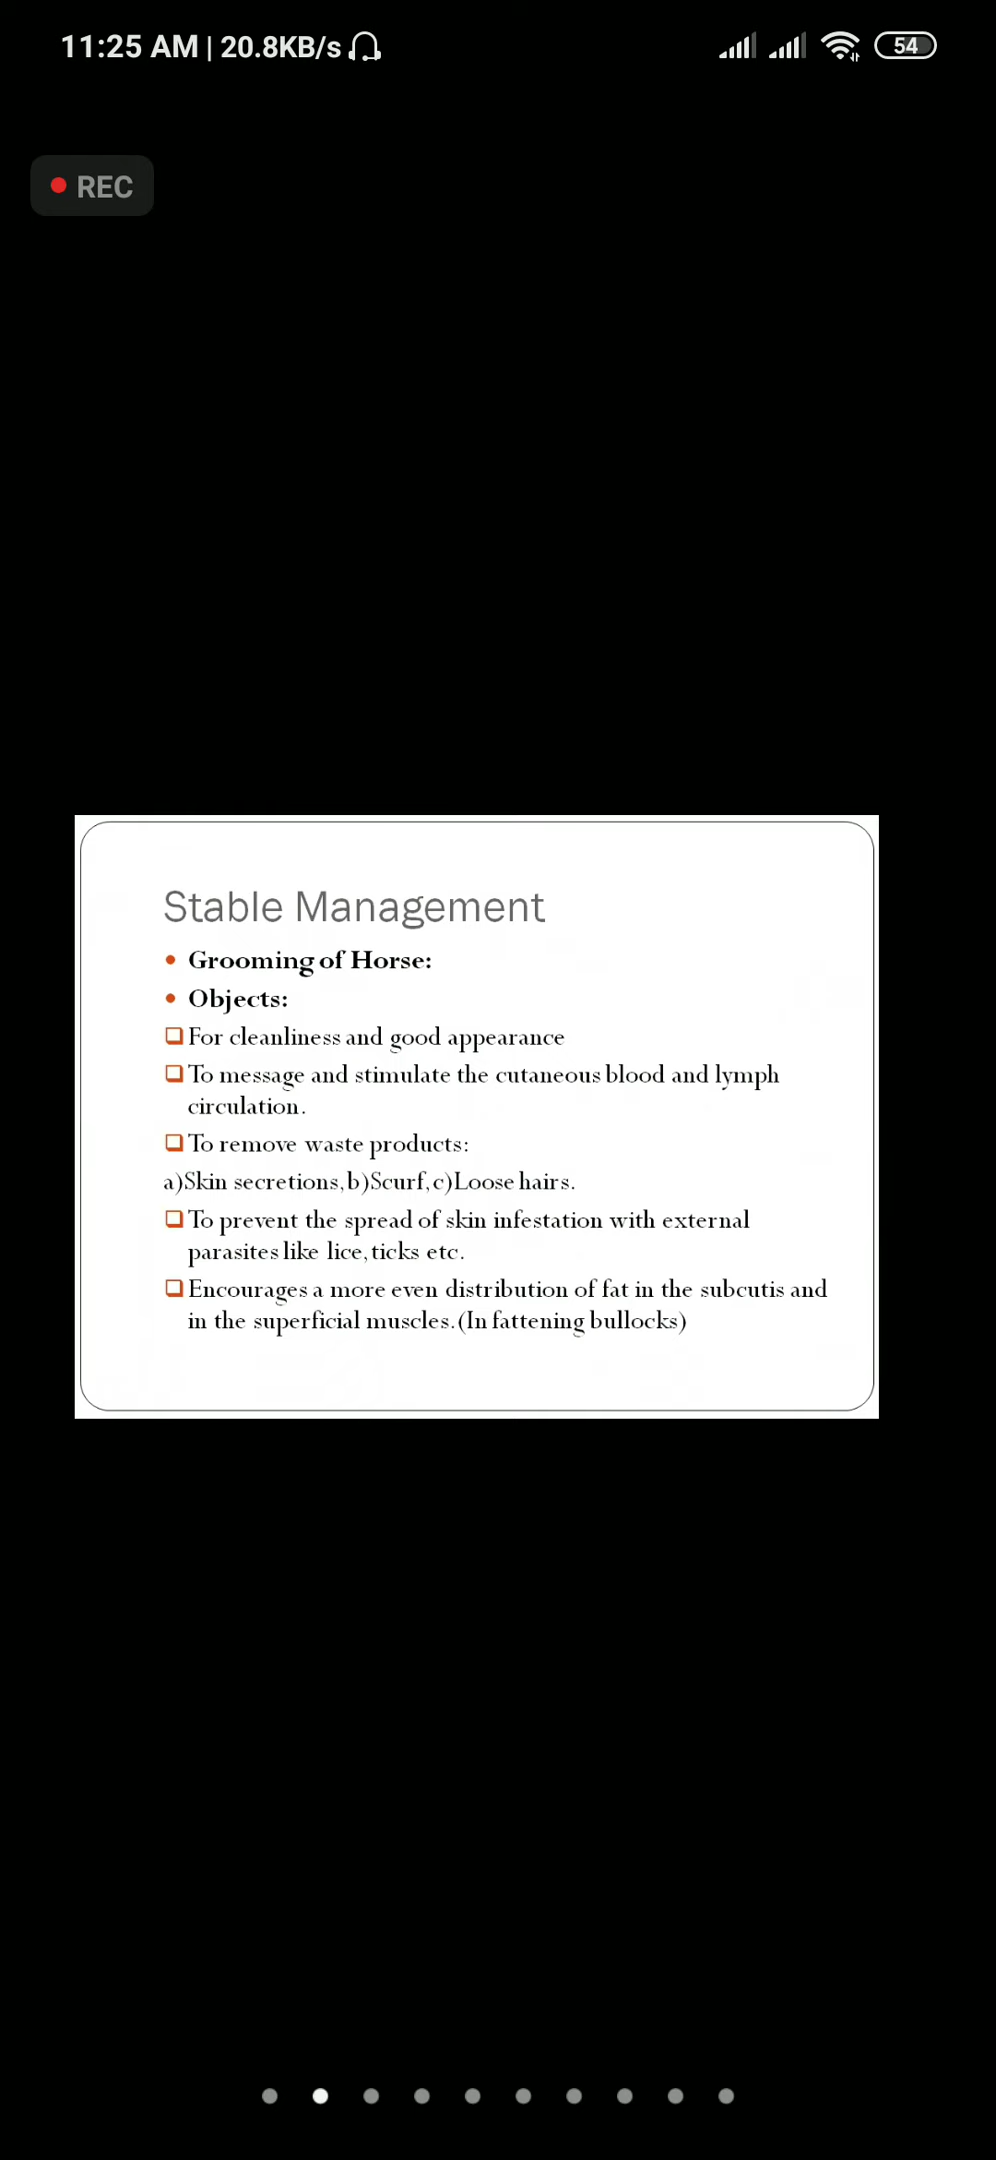 11:25 AM | 20.8KB/s 54
REC
Stable Management
• Grooming of Horse:
• Objects:
❑ For cleanliness and good appearance
❑ To message and stimulate the cutaneous blood and lymph
circulation.
❑ To remove waste products:
a)Skin secretions,b)Scurf,c)Loose hairs.
❑ To prevent the spread of skin infestation with external
parasites like lice,ticks etc.
❑ Encourages a more even distribution of fat in the subcutis and
in the superficial muscles.(In fattening bullocks)